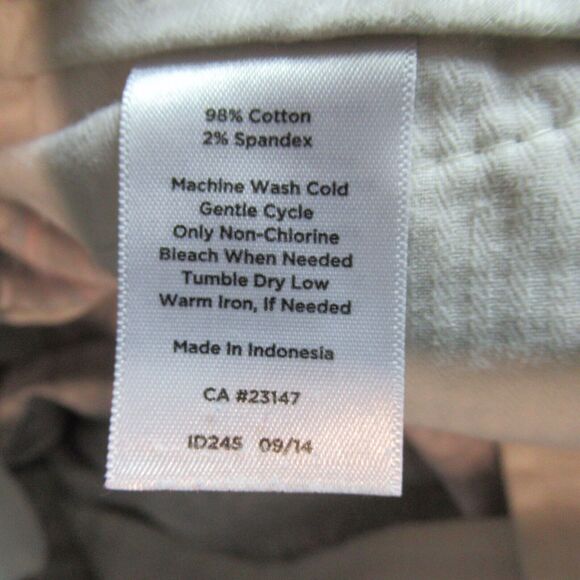 98% Cotton
2% Spandex
Machine Wash Cold
Gentle Cycle
Only Non-Chlorine
Bleach When Needed
Tumble Dry Low
Warm Iron, If Needed
Made In Indonesia
CA #23147
ID245 09/14